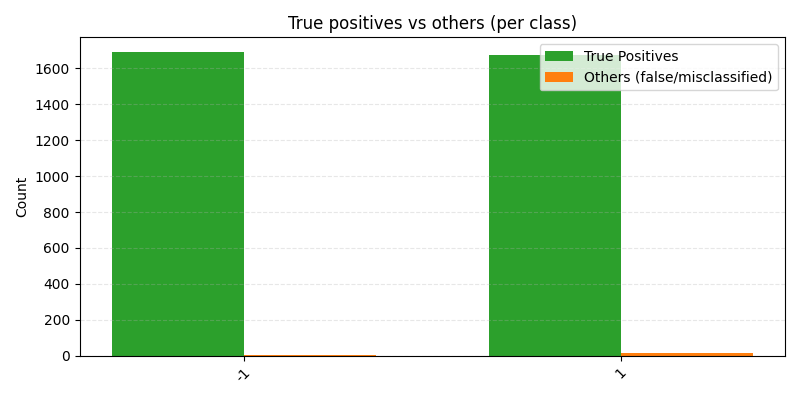 True positives vs others (per class)
True Positives
Others (false/misclassified)
Count
1600
1400
1200
1000
800
600
400
200
0
-1
1